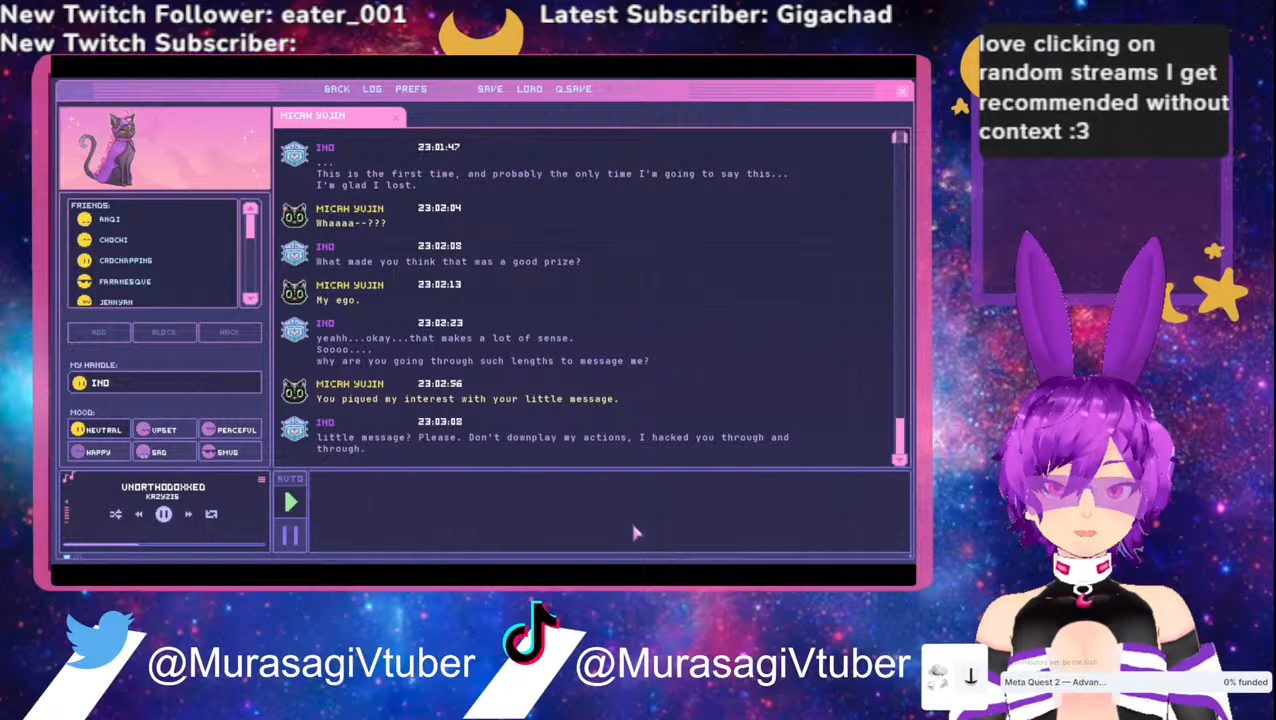 New Twitch Follower: eater_001
Latest Subscriber: Gigachad
New Twitch Subscriber:
love clicking on
random streams I get
recommended without
context :3
BACK LOG PREFS SAVE LOAD Q.SAVE
MICAH YUJIN
INO 23:01:47
...
This is the first time, and probably the only time I'm going to say this...
I'm glad I lost.
MICAH YUJIN 23:02:04
Whaaaa--???
INO 23:02:08
What made you think that was a good prize?
MICAH YUJIN 23:02:13
My ego.
INO 23:02:23
yeahh...okay...that makes a lot of sense.
Soooo....
why are you going through such lengths to message me?
MICAH YUJIN 23:02:56
You piqued my interest with your little message.
INO 23:03:08
little message? Please. Don't downplay my actions, I hacked you through and
through.
FRIENDS:
ANGI
CHOCHI
CROCNAPPING
FARANESQUE
JENNYAH
ADD BLOCK HACK
MY HANDLE:
INO
MOOD:
NEUTRAL UPSET PEACEFUL
HAPPY SAD SMUG
UNORTHODOXXED
KRZYZIS
AUTO
@MurasagiVtuber
@MurasagiVtuber
Be the first!
Meta Quest 2 — Advan... 0% funded